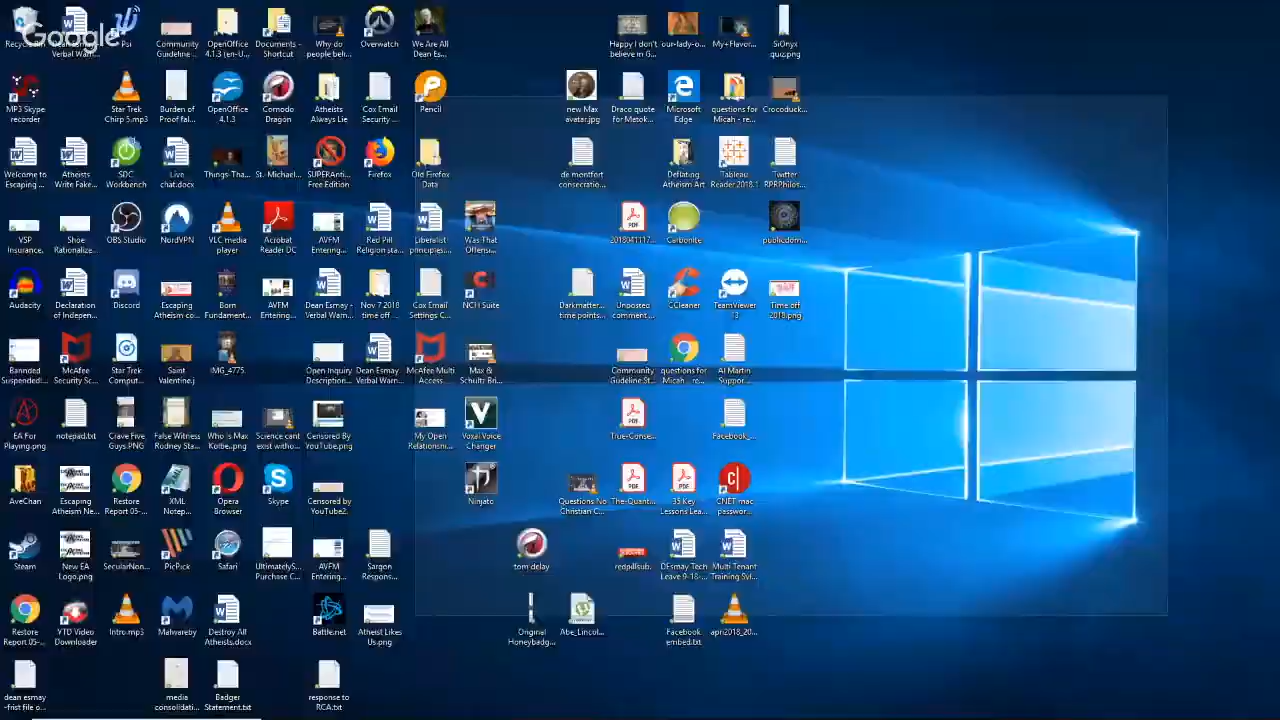 Google
Psi
Community
Guideline...
OpenOffice
4.1.3 (en-U...
Documents -
Shortcut
Why do
people beli...
Overwatch
We Are All
Dean Es...
Happy I don't
believe in G...
our-lady-o...
My+Flavor...
SiOnyx
quiz.png
MP3 Skype
recorder
Star Trek
Chirp 5.mp3
Burden of
Proof fal...
OpenOffice
4.1.3
Comodo
Dragon
Atheists
Always Lie
Cox Email
Security ...
Pencil
new Max
avatar.jpg
Draco quote
for Metok...
Microsoft
Edge
questions for
Micah - re...
Crocoduck...
Welcome to
Escaping ...
Atheists
Write Fake...
SDC
Workbench
Live
chat.docx
Things-Tha...
St. Michael...
SUPERAnti...
Free Edition
Firefox
Old Firefox
Data
de montfort
consecratio...
Deflating
Atheism Art
Tableau
Reader 2018.1
Twitter
RPRPhilos...
VSP
Insurance.
Shoe
Rationalize..
OBS Studio
NordVPN
VLC media
player
Acrobat
Reader DC
AVFM
Entering...
Red Pill
Religion sta...
Liberalist
principles...
Was That
Offensi...
2018041117...
Carbonite
publicdom...
Audacity
Declaration
of Indepen...
Discord
Escaping
Atheism co...
Born
Fundament...
AVFM
Entering...
Dean Esmay -
Verbal Warn...
Nov 7 2018
time off ...
Cox Email
Settings C...
NCH Suite
Darkmatter...
time points...
Unposted
comment ...
CCleaner
TeamViewer
13
Time off
2018.png
Bannned
Suspended!...
McAfee
Security Sc...
Star Trek
Comput...
Saint
Valentine.j
IMG_4775.
Open Inquiry
Description...
Dean Esmay
Verbal Warn...
McAfee Multi
Access...
Max &
Schultr Bri...
Community
Gudeline St...
questions for
Micah - re...
Al Martin
Suppor...
EA For
Playing.png
notepad.txt
Crave Five
Guys.PNG
False Witness
Rodney Sta...
Who Is Max
Kolbe..png
Science cant
exist witho...
Censored By
YouTube.png
My Open
Relationsm...
Voxal Voice
Changer
True-Conse...
Facebook_...
AveChan
Escaping
Atheism Ne...
Restore
Report 05-...
XML
Notep...
Opera
Browser
Skype
Censored by
YouTube2.
Ninjato
Questions No
Christian C...
The-Quant...
35 Key
Lessons Lea...
CNET mac
passwor...
Steam
New EA
Logo.png
SecularNon...
PicPick
Safari
UltimatelyS...
Purchase C...
AVFM
Entering...
Sargon
Respons...
tom delay
redpillsub.
DEsmay Tech
Leave 9-18-...
Multi Tenant
Training Syl...
Restore
Report 05-...
YTD Video
Downloader
Intro.mp3
Malwareby
Destroy All
Atheists.docx
Battle.net
Atheist Likes
Us.png
Original
Honeybadg...
Abe_Lincol...
Facebook
embed.txt
april2018_20...
dean esmay
-frist file o...
media
consolidati...
Badger
Statement.txt
response to
RCA.txt